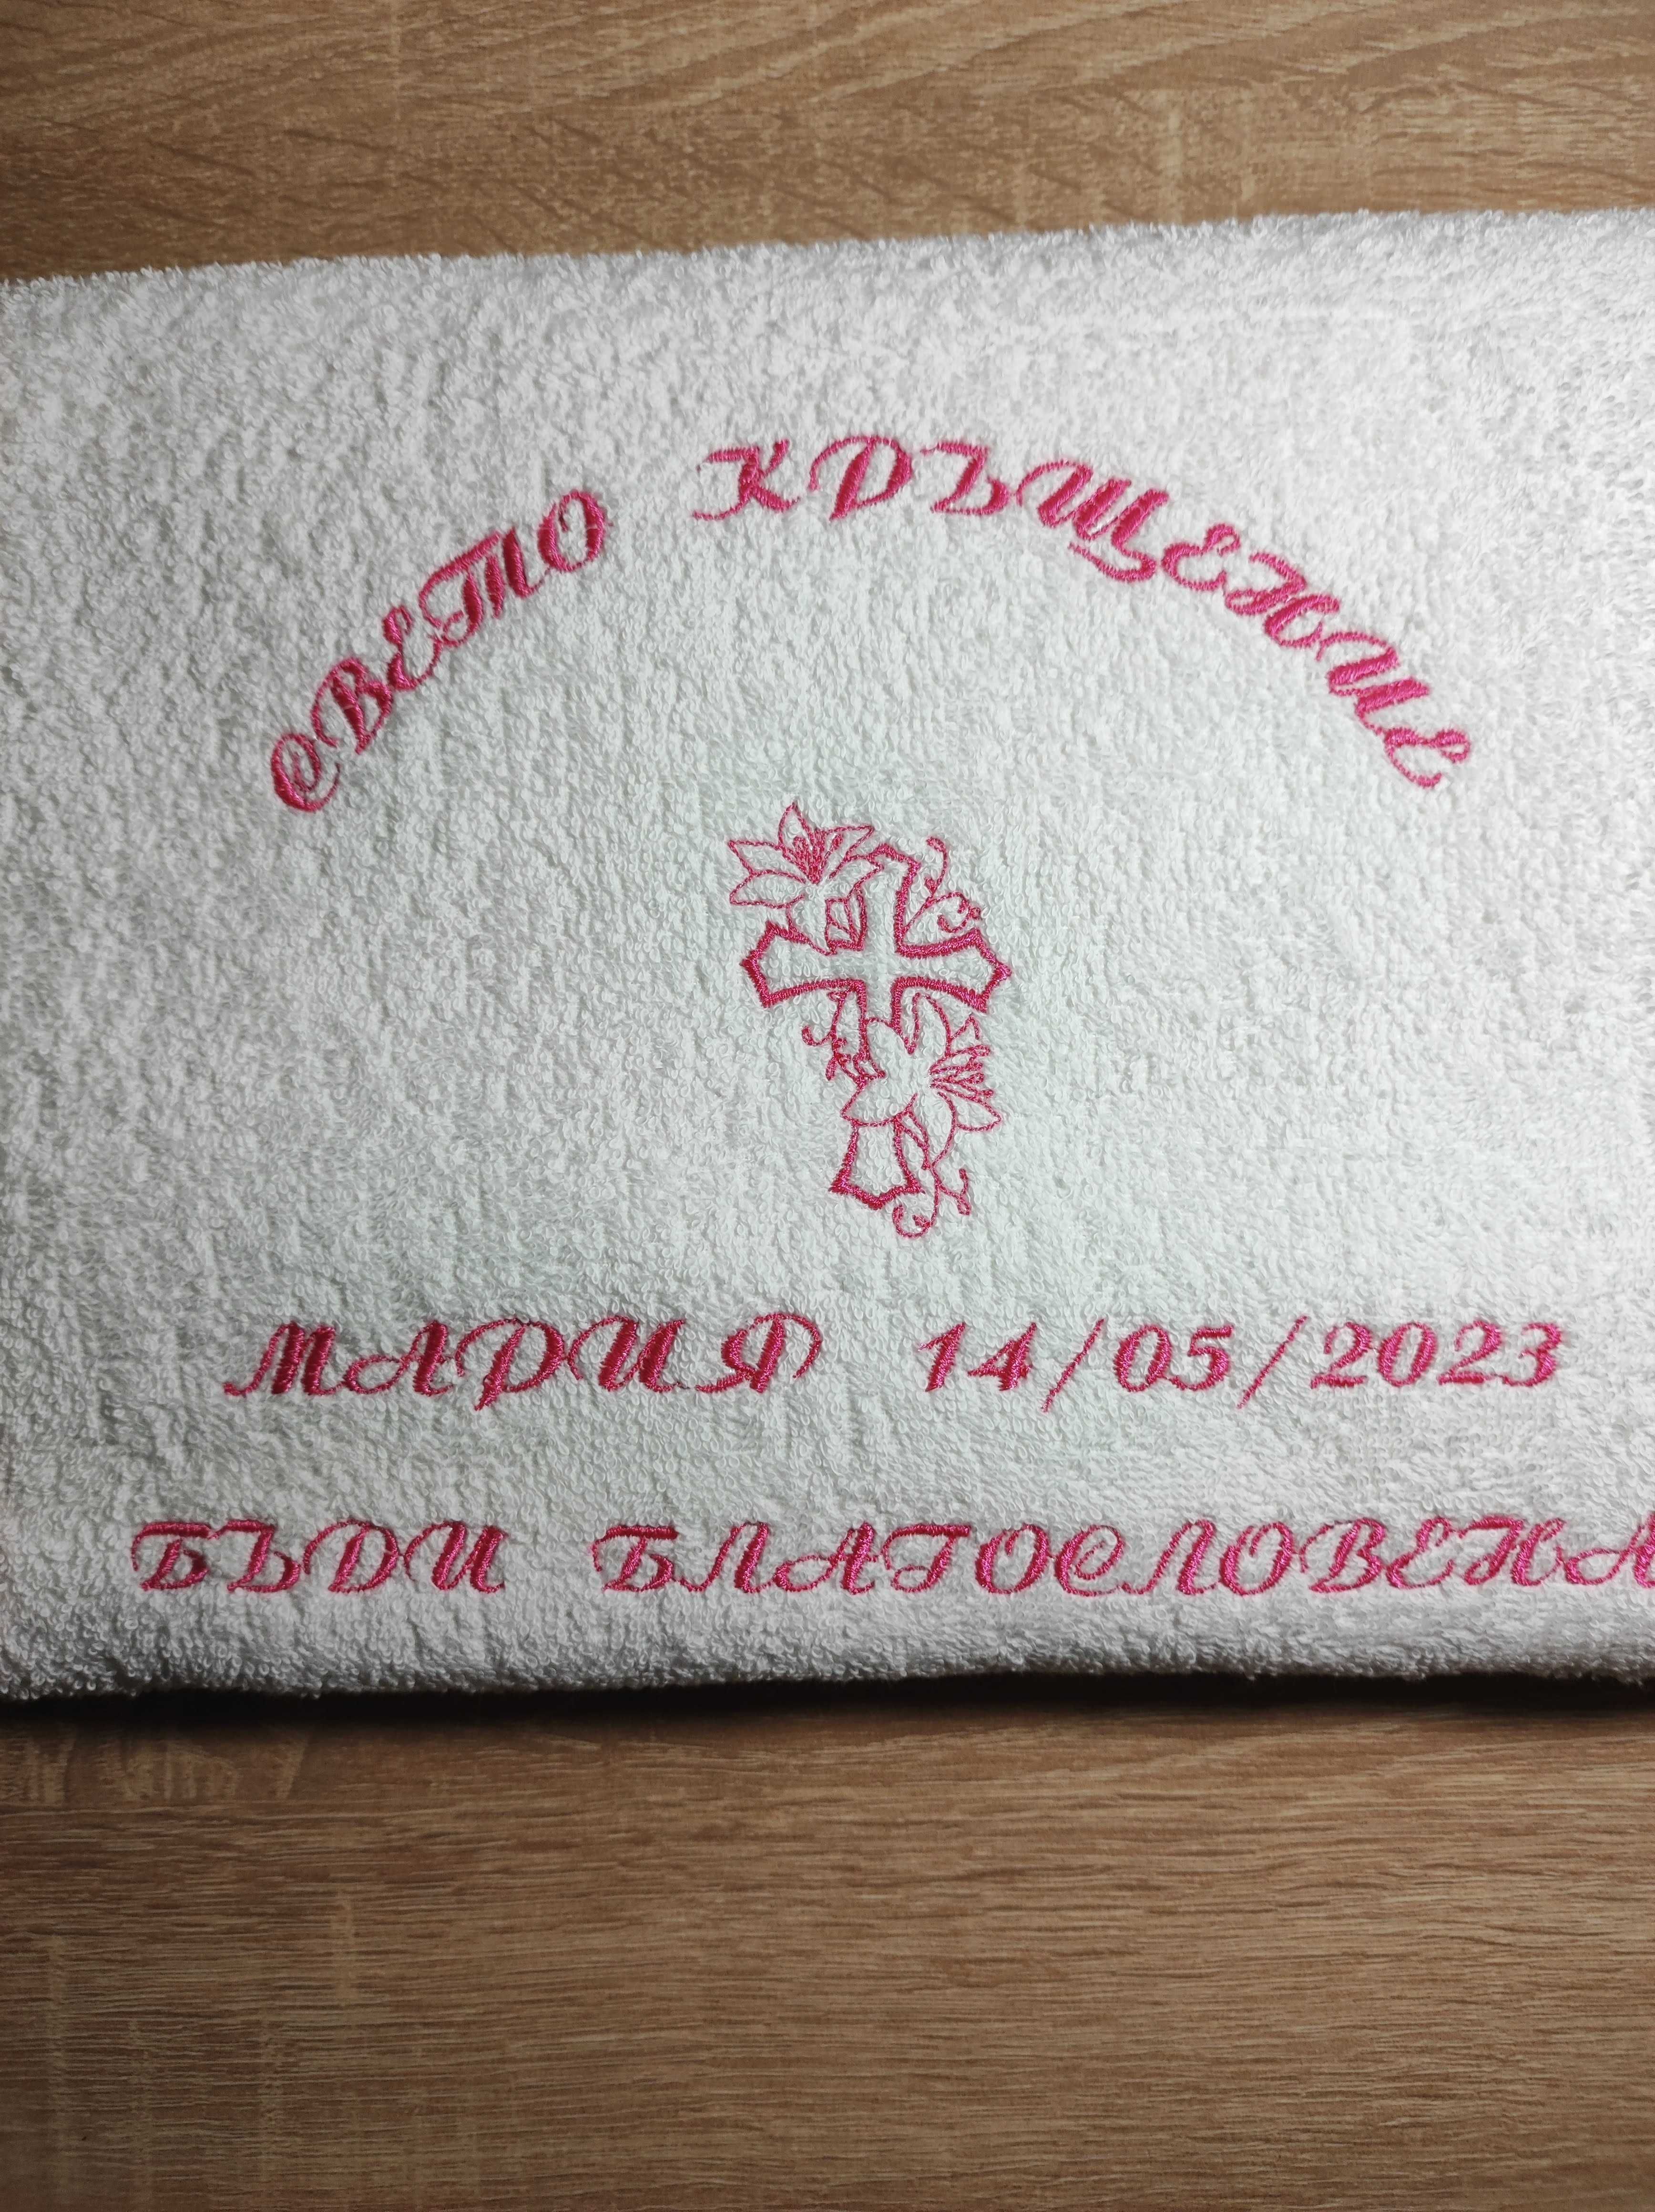 СВЕТО КРЪЩЕНИЕ
МАРИЯ 14/05/2023
БЪДИ БЛАГОСЛОВЕНА